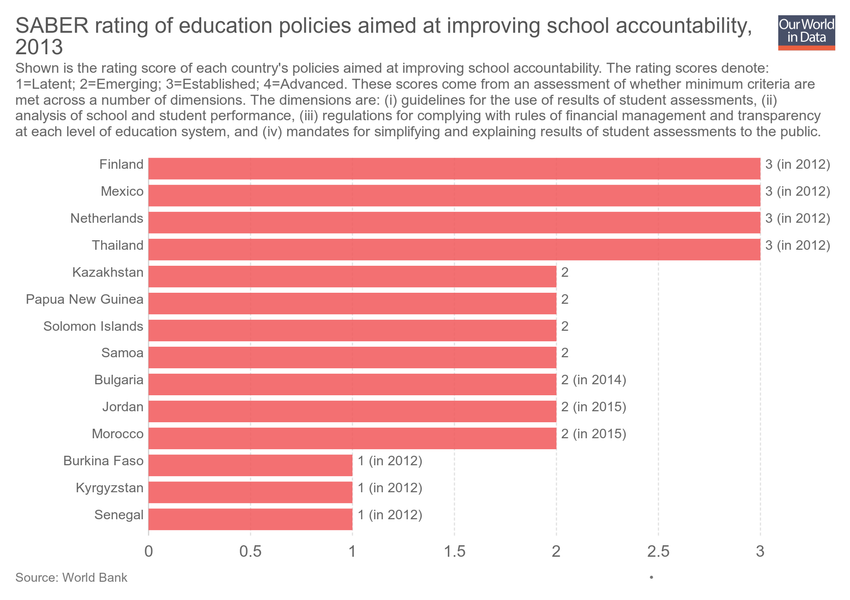 SABER rating of education policies aimed at improving school accountability,
2013
Our World
in Data
Shown is the rating score of each country's policies aimed at improving school accountability. The rating scores denote:
1=Latent; 2=Emerging; 3=Established; 4=Advanced. These scores come from an assessment of whether minimum criteria are
met across a number of dimensions. The dimensions are: (i) guidelines for the use of results of student assessments, (ii)
analysis of school and student performance, (iii) regulations for complying with rules of financial management and transparency
at each level of education system, and (iv) mandates for simplifying and explaining results of student assessments to the public.
Finland 3 (in 2012)
Mexico 3 (in 2012)
Netherlands 3 (in 2012)
Thailand 3 (in 2012)
Kazakhstan 2
Papua New Guinea 2
Solomon Islands 2
Samoa 2
Bulgaria 2 (in 2014)
Jordan 2 (in 2015)
Morocco 2 (in 2015)
Burkina Faso 1 (in 2012)
Kyrgyzstan 1 (in 2012)
Senegal 1 (in 2012)
0 0.5 1 1.5 2 2.5 3
Source: World Bank •